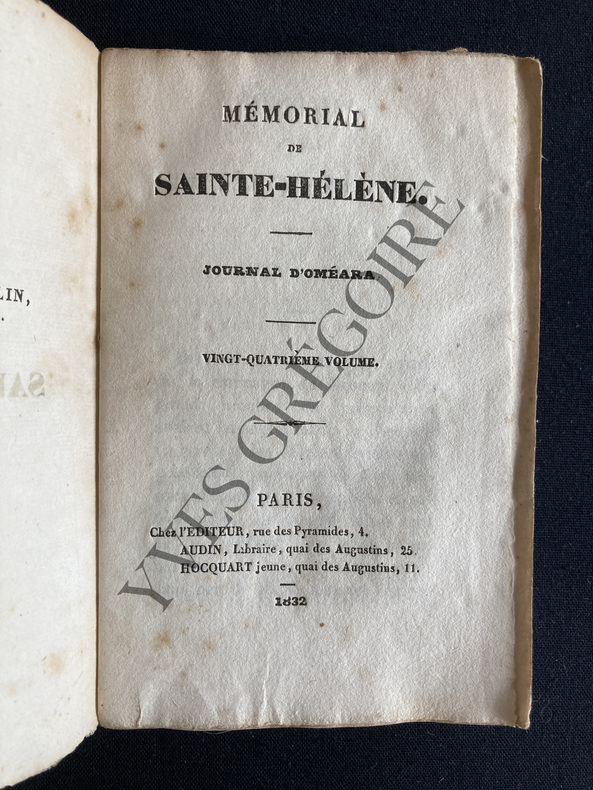 LIN,
MÉMORIAL
DE
SAINTE-HÉLÈNE.
JOURNAL D'OMÉARA
VINGT-QUATRIÈME VOLUME.
PARIS,
Chez l'EDITEUR, rue des Pyramides, 4.
AUDIN, Libraire, quai des Augustins, 25.
HOCQUART jeune, quai des Augustins, 11.
1832
YVES GRÉGOIRE